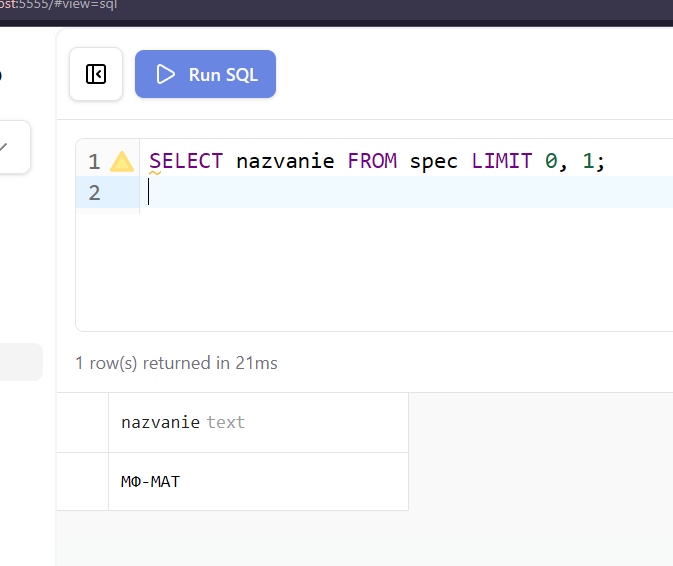 ost:5555/#view=sql
Run SQL
1 SELECT nazvanie FROM spec LIMIT 0, 1;
2
1 row(s) returned in 21ms
nazvanie text
МФ-МАТ